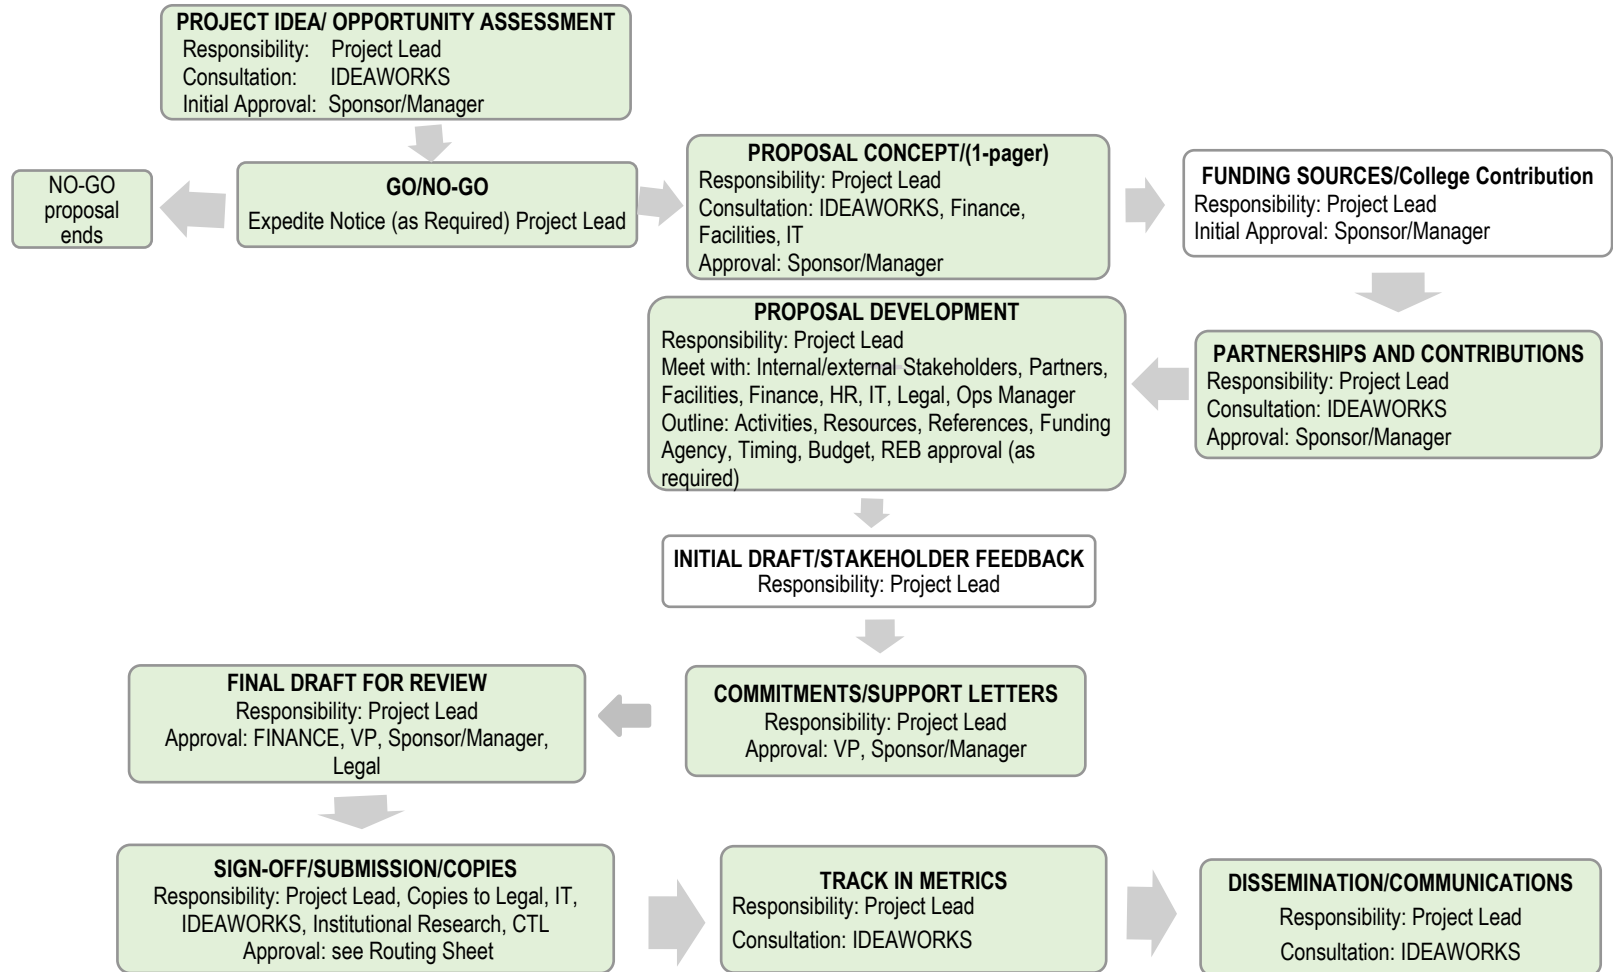 PROJECT IDEA/ OPPORTUNITY ASSESSMENT
Responsibility: Project Lead
Consultation: IDEAWORKS
Initial Approval: Sponsor/Manager
NO-GO
proposal
ends
GO/NO-GO
Expedite Notice (as Required) Project Lead
PROPOSAL CONCEPT/(1-pager)
Responsibility: Project Lead
Consultation: IDEAWORKS, Finance,
Facilities, IT
Approval: Sponsor/Manager
FUNDING SOURCES/College Contribution
Responsibility: Project Lead
Initial Approval: Sponsor/Manager
PARTNERSHIPS AND CONTRIBUTIONS
Responsibility: Project Lead
Consultation: IDEAWORKS
Approval: Sponsor/Manager
PROPOSAL DEVELOPMENT
Responsibility: Project Lead
Meet with: Internal/external Stakeholders, Partners,
Facilities, Finance, HR, IT, Legal, Ops Manager
Outline: Activities, Resources, References, Funding
Agency, Timing, Budget, REB approval (as
required)
INITIAL DRAFT/STAKEHOLDER FEEDBACK
Responsibility: Project Lead
COMMITMENTS/SUPPORT LETTERS
Responsibility: Project Lead
Approval: VP, Sponsor/Manager
FINAL DRAFT FOR REVIEW
Responsibility: Project Lead
Approval: FINANCE, VP, Sponsor/Manager,
Legal
SIGN-OFF/SUBMISSION/COPIES
Responsibility: Project Lead, Copies to Legal, IT,
IDEAWORKS, Institutional Research, CTL
Approval: see Routing Sheet
TRACK IN METRICS
Responsibility: Project Lead
Consultation: IDEAWORKS
DISSEMINATION/COMMUNICATIONS
Responsibility: Project Lead
Consultation: IDEAWORKS